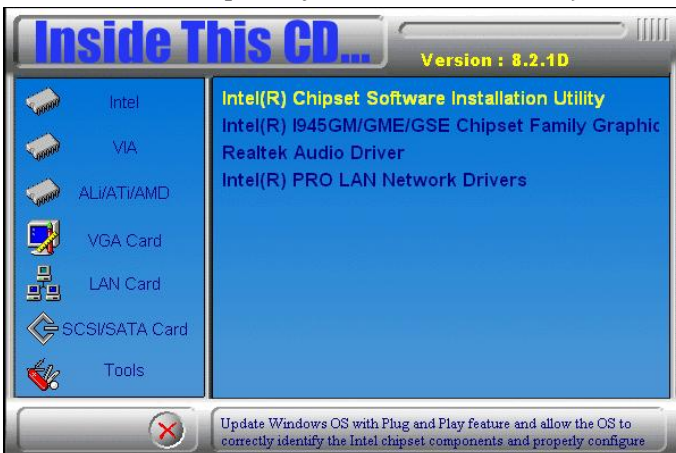 Inside This CD...
Version : 8.2.1D
Intel
VIA
ALi/ATi/AMD
VGA Card
LAN Card
SCSI/SATA Card
Tools
Intel(R) Chipset Software Installation Utility
Intel(R) I945GM/GME/GSE Chipset Family Graphic
Realtek Audio Driver
Intel(R) PRO LAN Network Drivers
Update Windows OS with Plug and Play feature and allow the OS to
correctly identify the Intel chipset components and properly configure